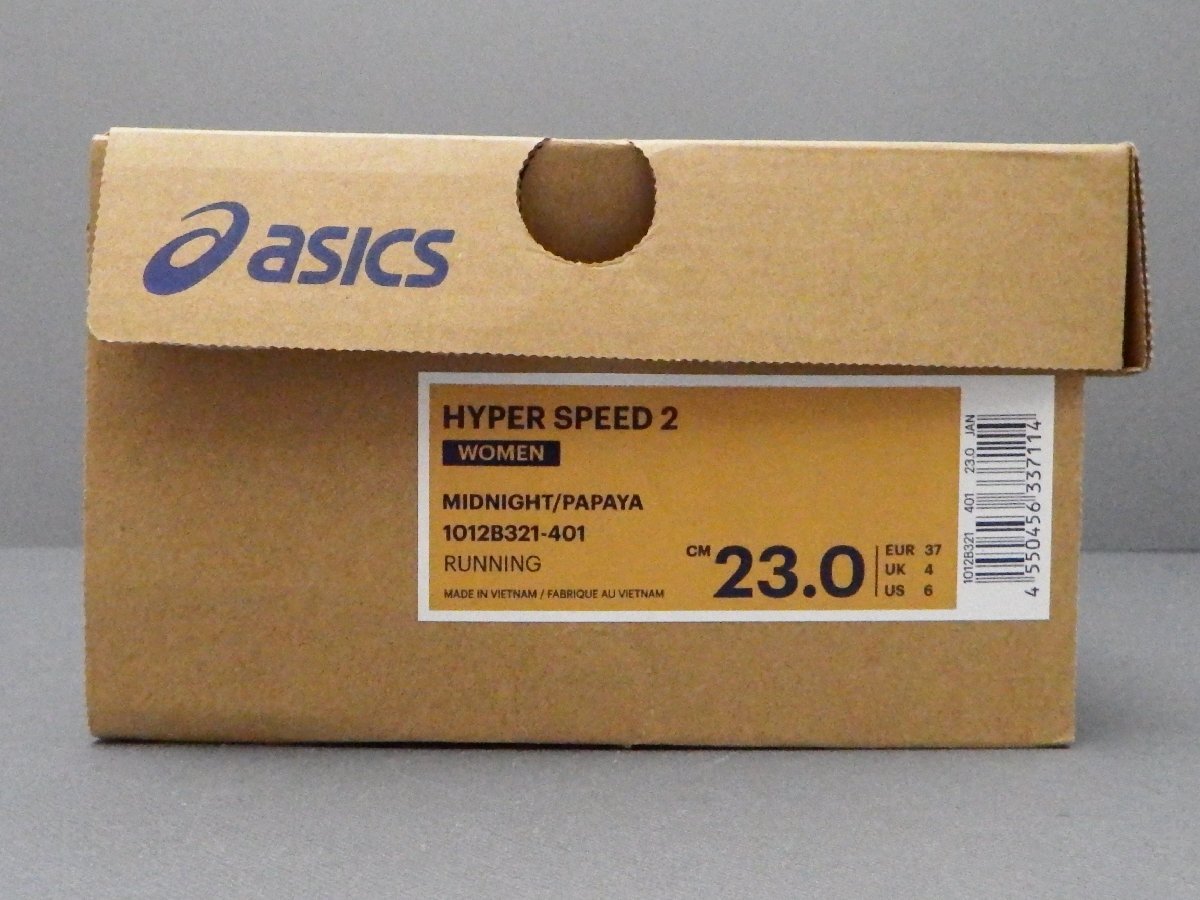 asics
HYPER SPEED 2
WOMEN
MIDNIGHT/PAPAYA
1012B321-401
RUNNING
MADE IN VIETNAM / FABRIQUE AU VIETNAM
CM 23.0
EUR 37
UK 4
US 6
1012B321 401 23.0 JAN
4 550456 337114